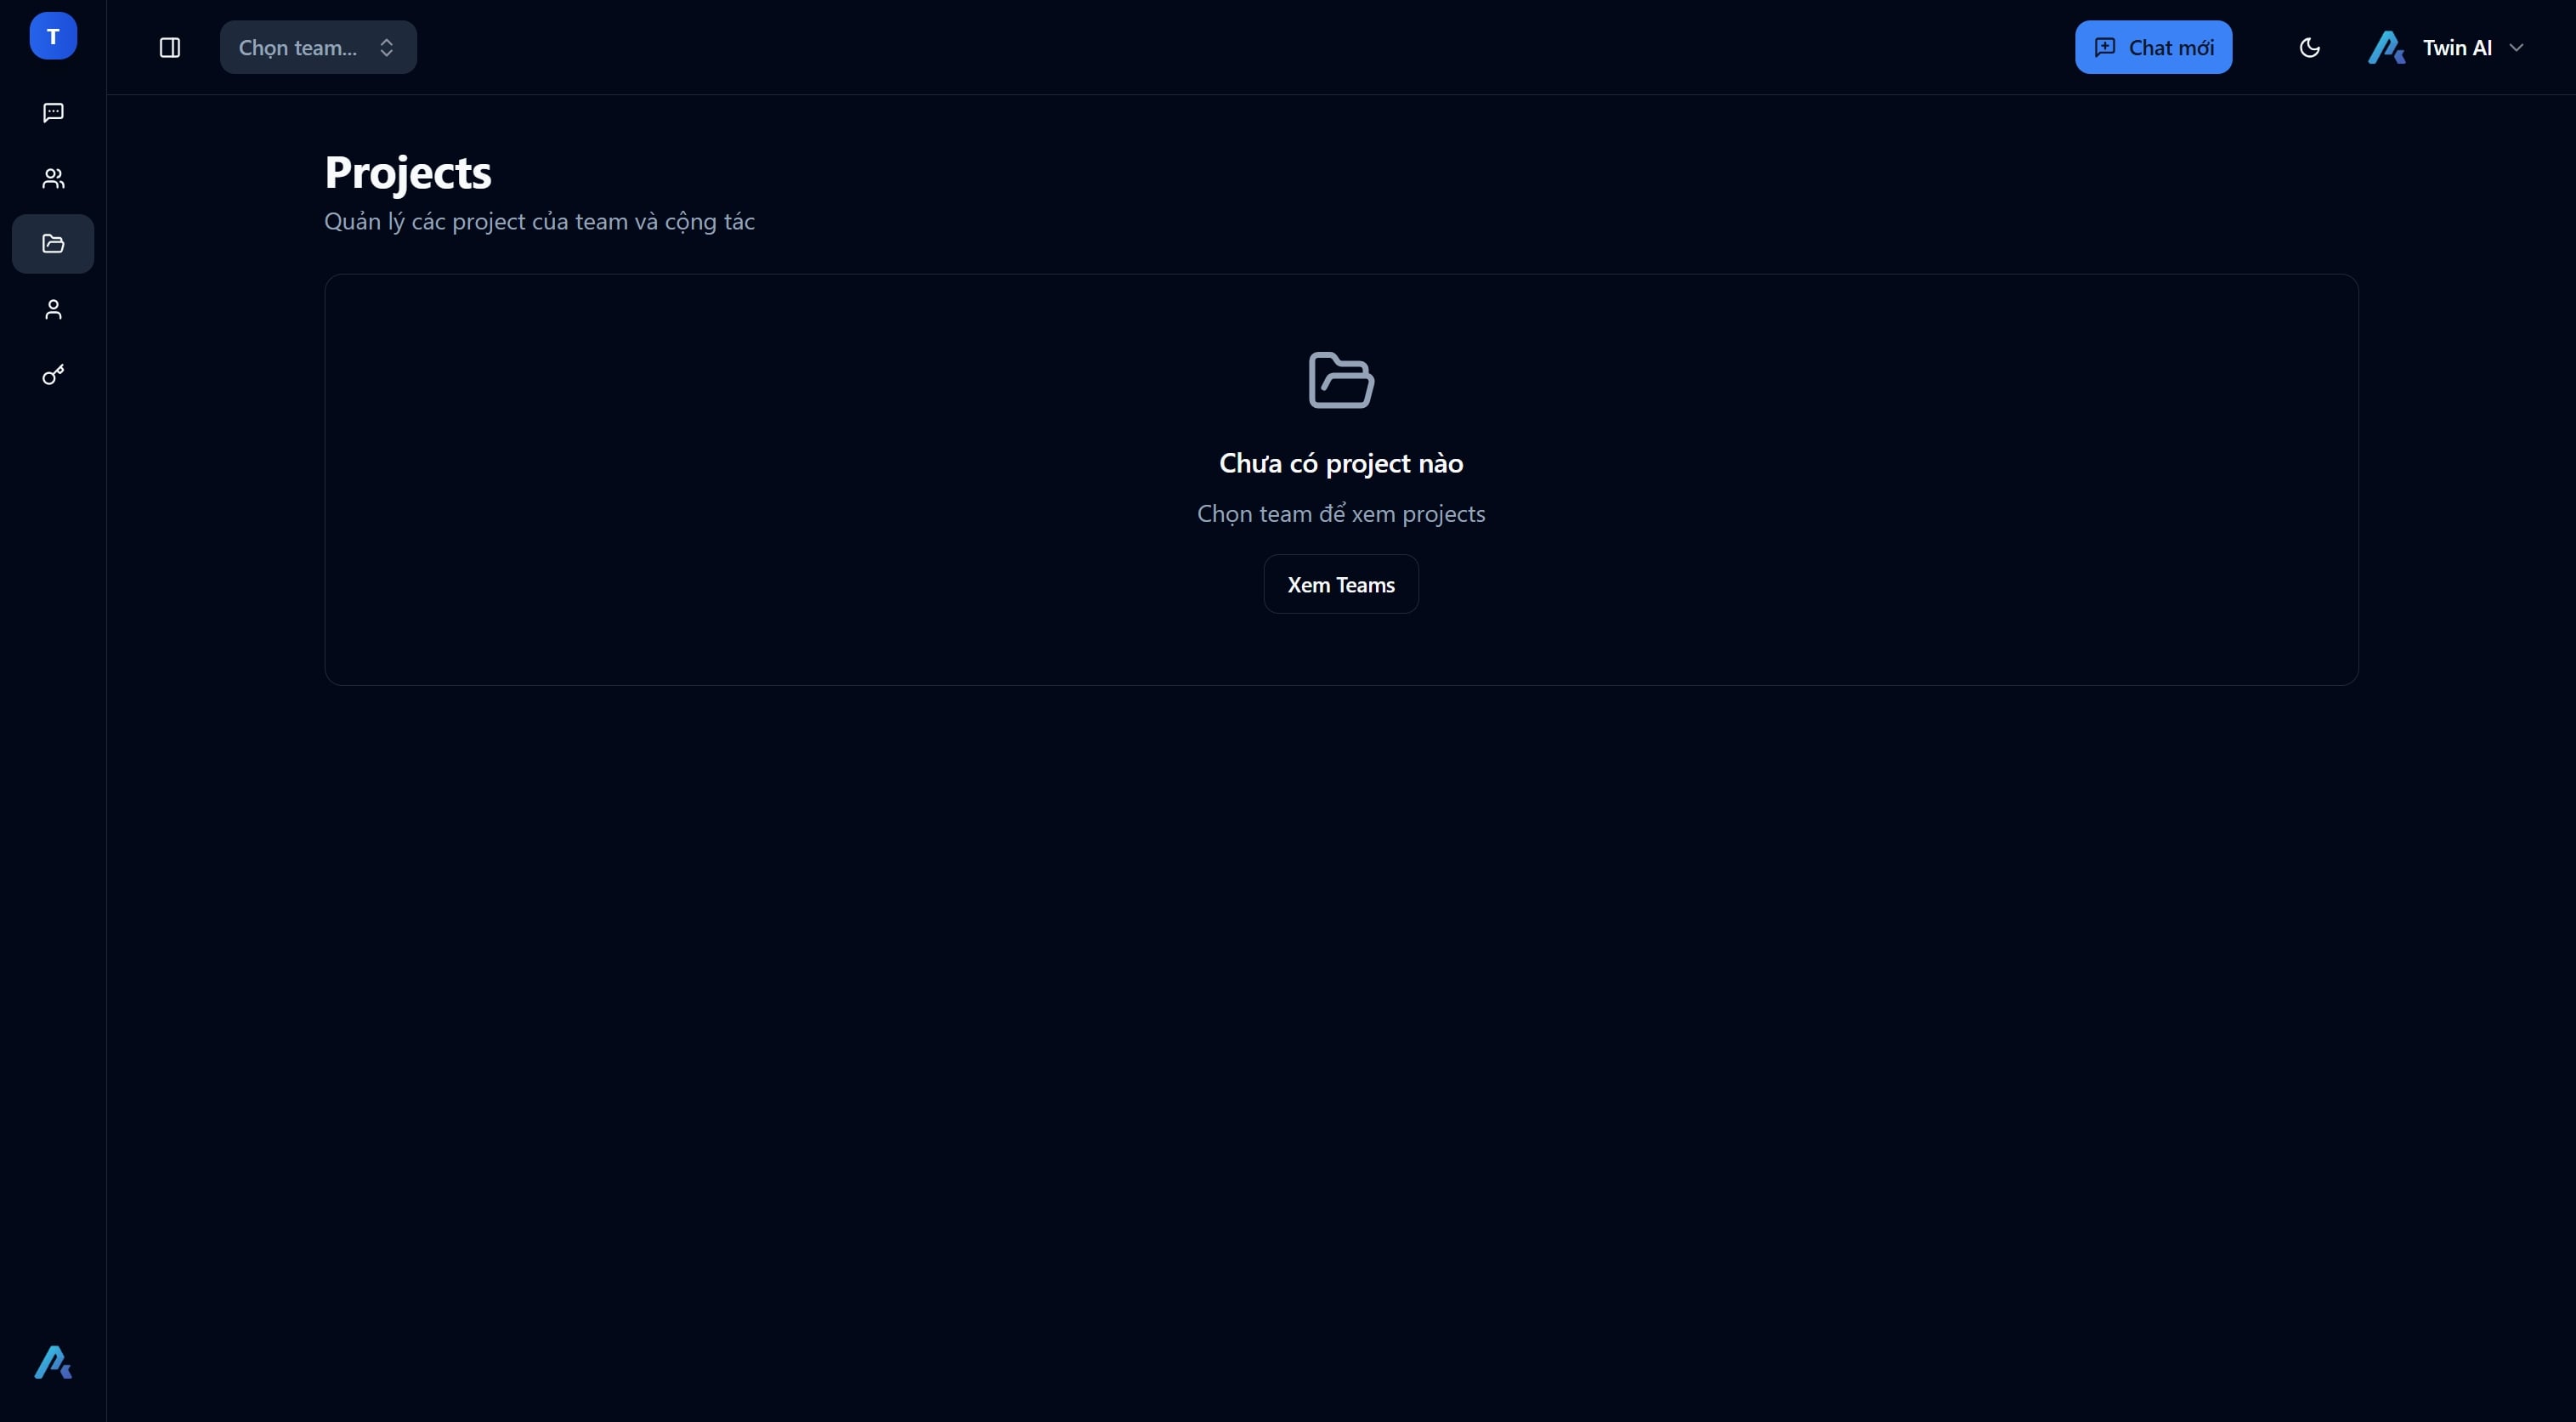 T
Chọn team...
Chat mới
Twin AI
Projects
Quản lý các project của team và cộng tác
Chưa có project nào
Chọn team để xem projects
Xem Teams